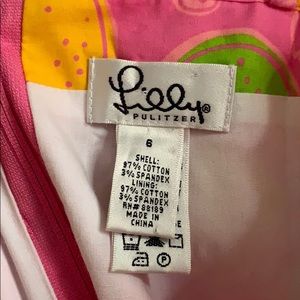 Lilly®
PULITZER
6
SHELL:
97% COTTON
3% SPANDEX
LINING:
97% COTTON
3% SPANDEX
RN# 88189
MADE IN
CHINA
P